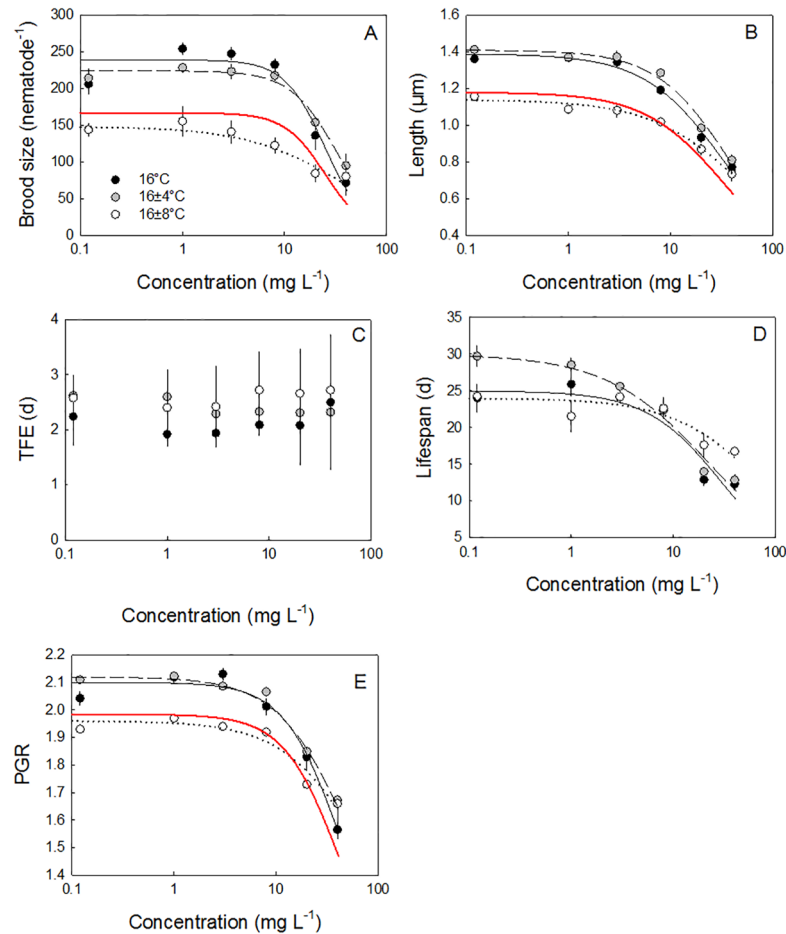 A
300
250
200
150
100
50
0
Brood size (nematode⁻¹)
16°C
16±4°C
16±8°C
0.1 1 10 100
Concentration (mg L⁻¹)
B
1.6
1.4
1.2
1.0
0.8
0.6
0.4
Length (µm)
0.1 1 10 100
Concentration (mg L⁻¹)
C
4
3
2
1
0
TFE (d)
0.1 1 10 100
Concentration (mg L⁻¹)
D
35
30
25
20
15
10
5
Lifespan (d)
0.1 1 10 100
Concentration (mg L⁻¹)
E
2.2
2.1
2.0
1.9
1.8
1.7
1.6
1.5
1.4
PGR
0.1 1 10 100
Concentration (mg L⁻¹)